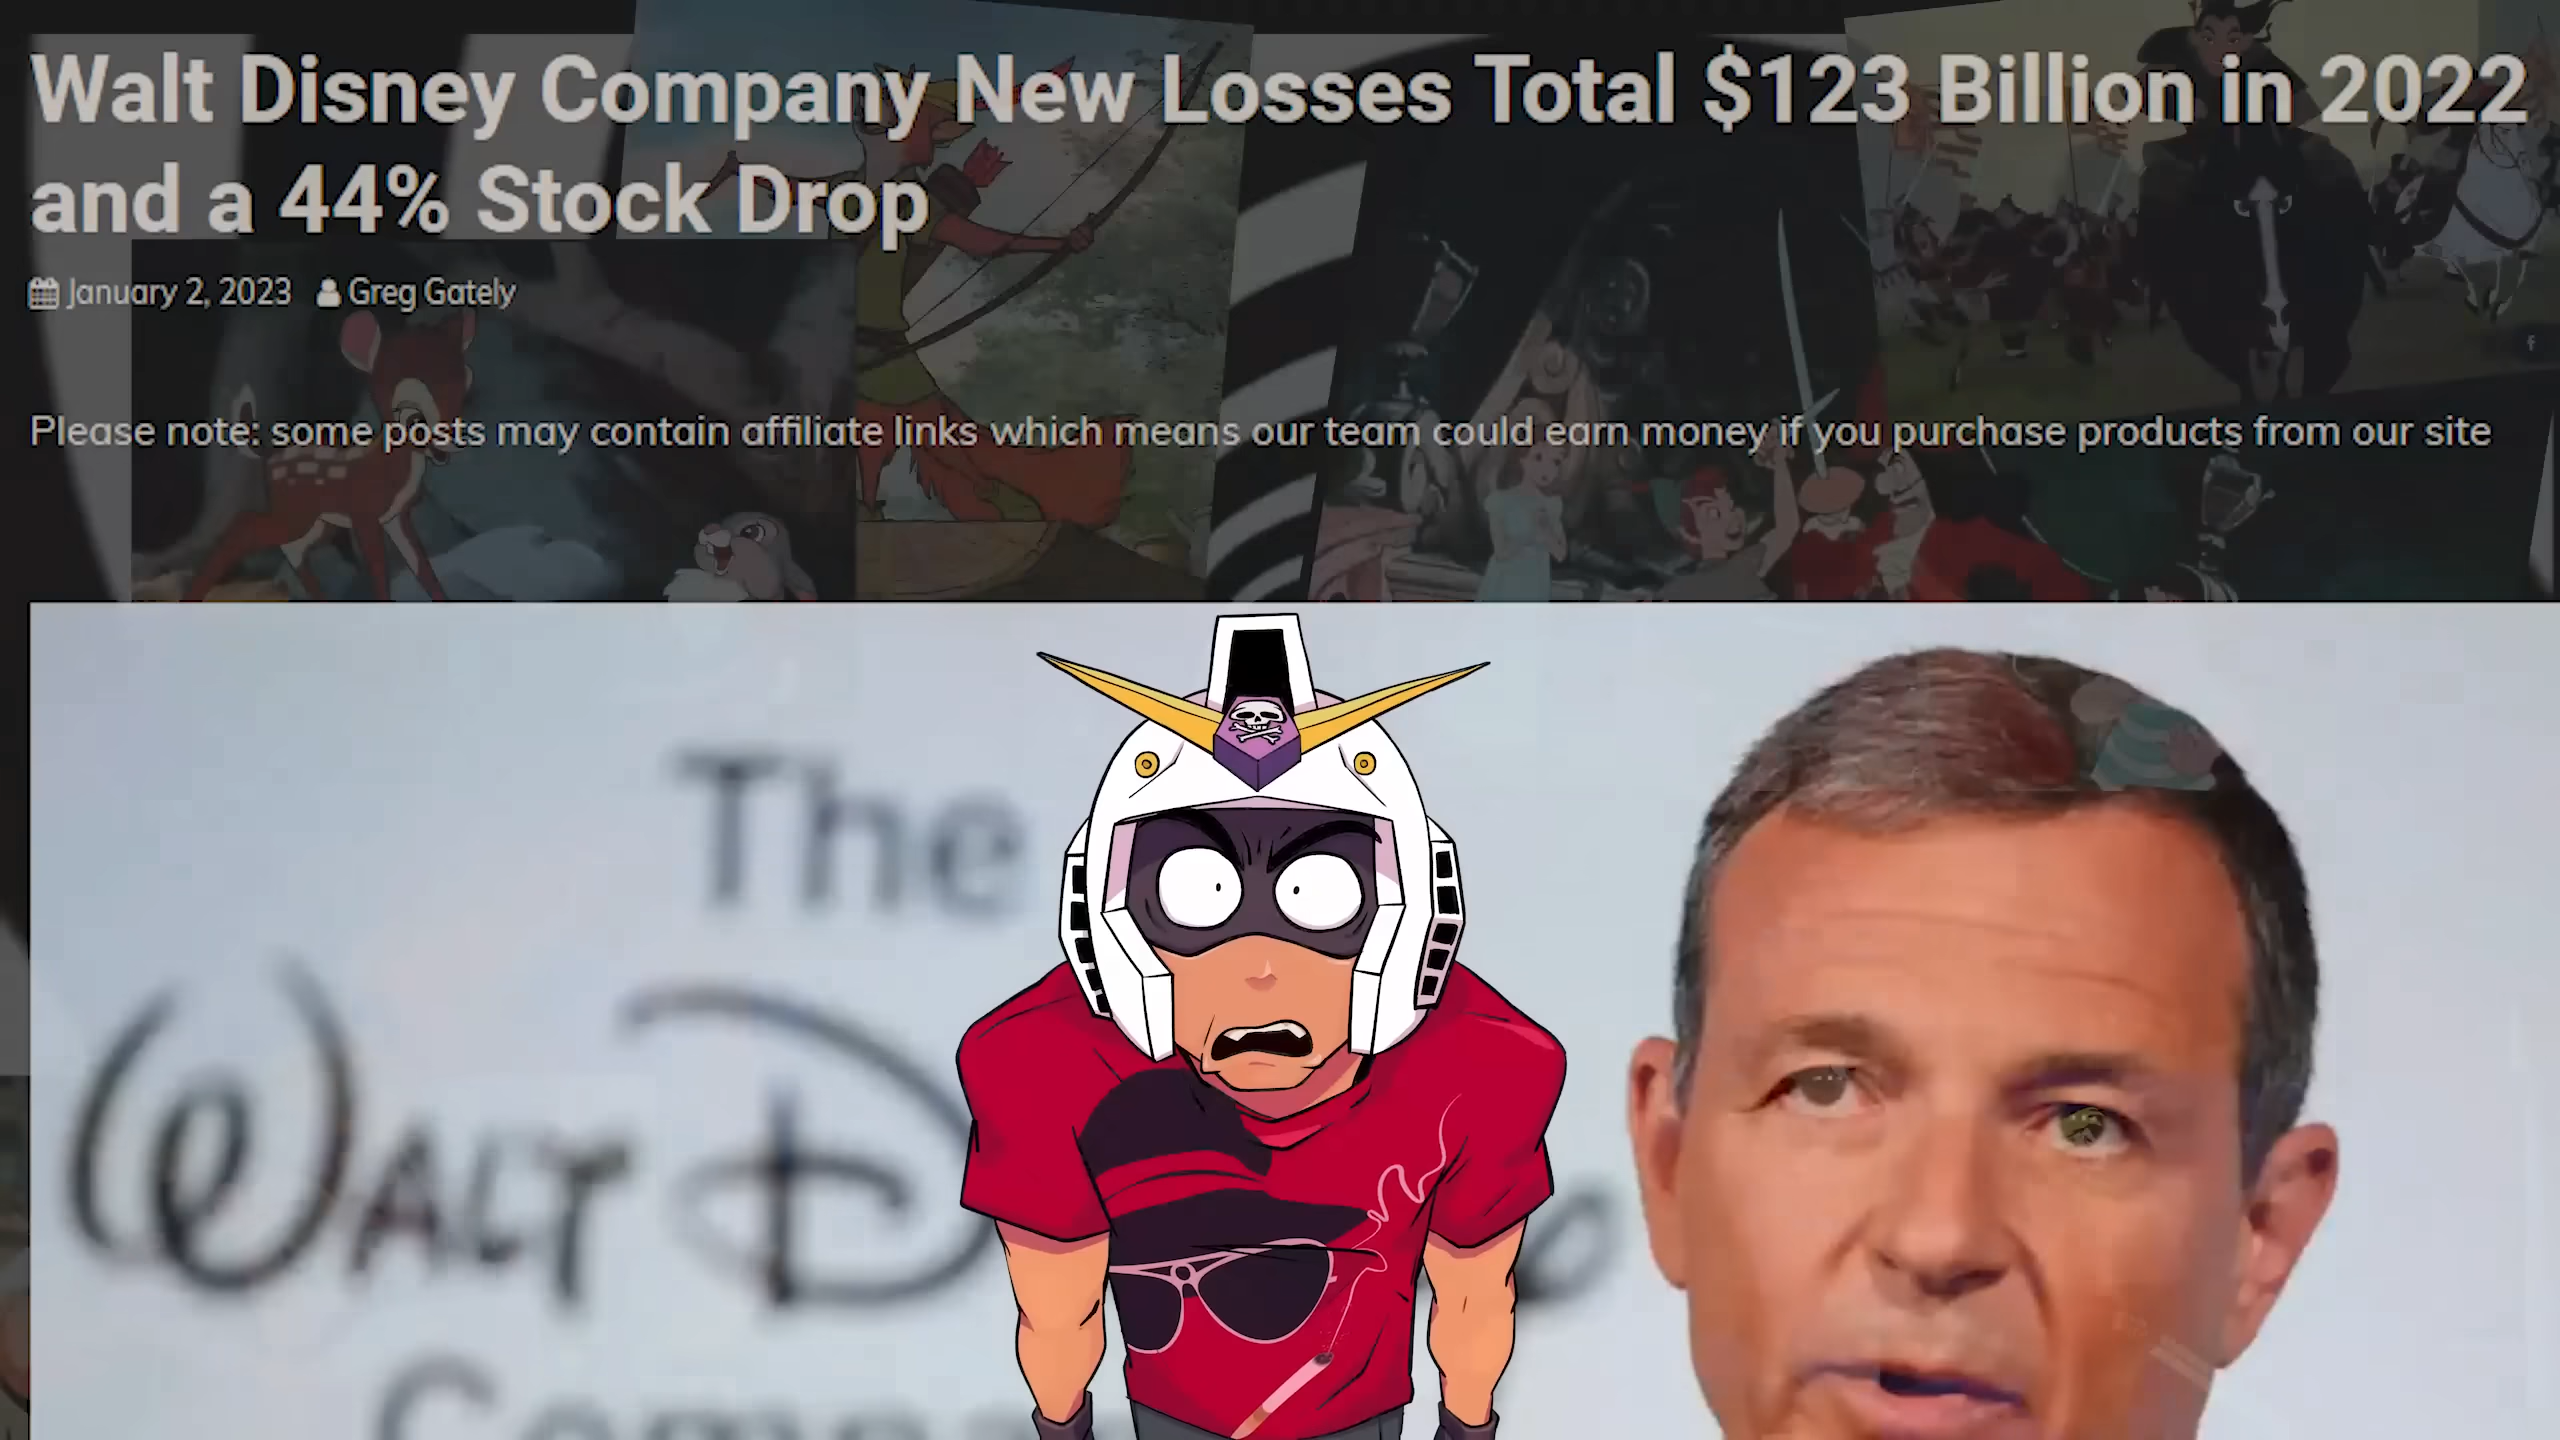 Walt Disney Company New Losses Total $123 Billion in 2022
and a 44% Stock Drop
January 2, 2023 Greg Gately
Please note: some posts may contain affiliate links which means our team could earn money if you purchase products from our site
The
WALT D